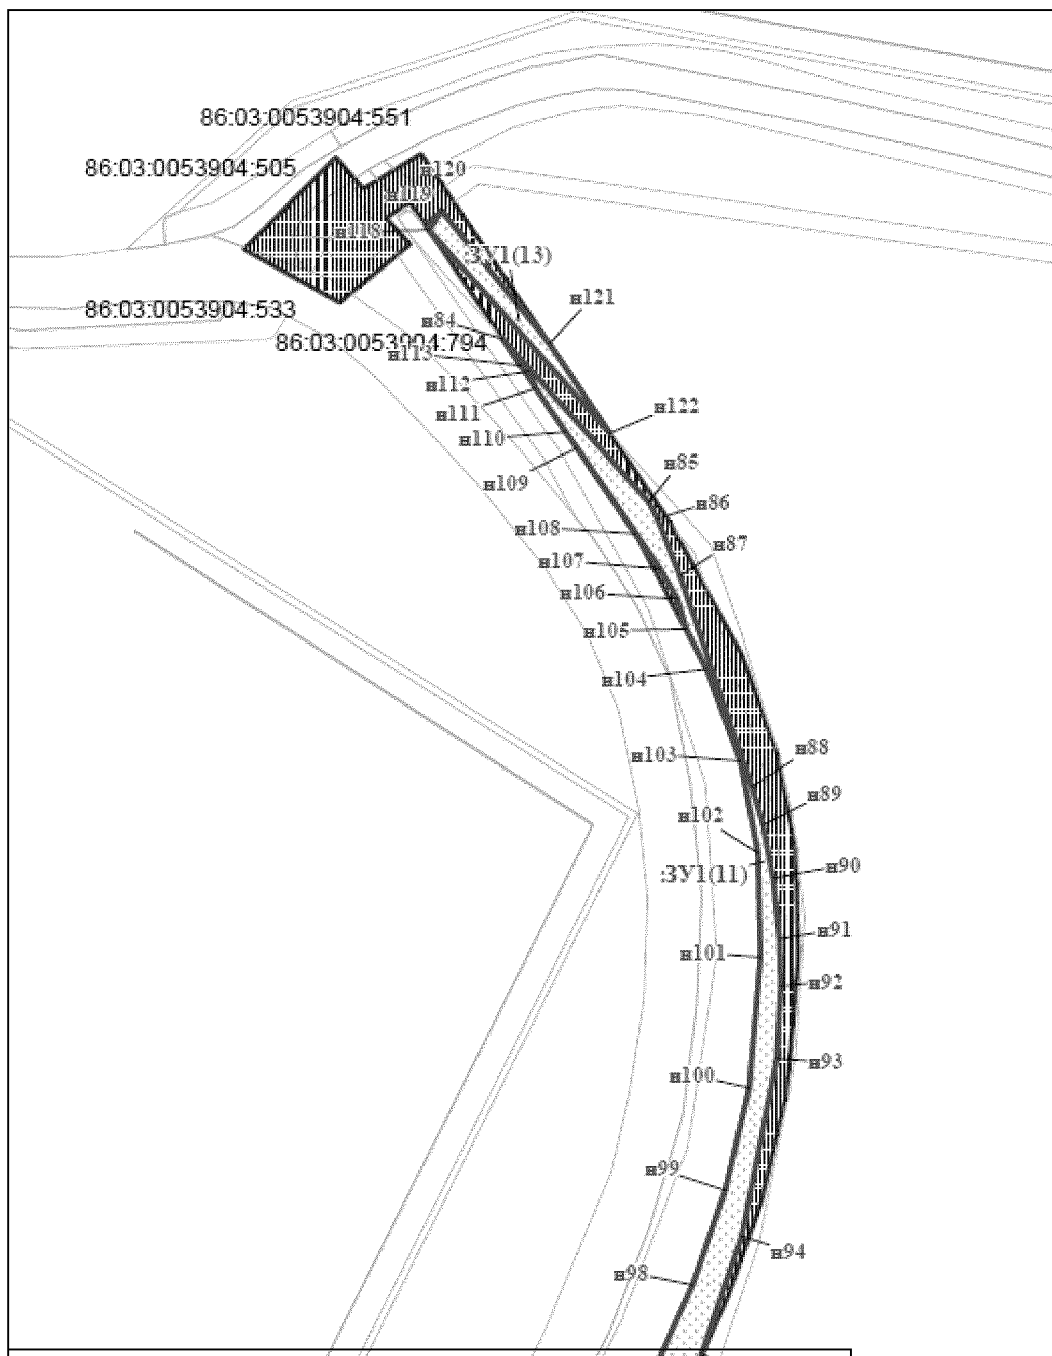 86:03:0053904:551
86:03:0053904:505
н120
н119
н118
:ЗУ1(13)
н121
86:03:0053904:533
н84
86:03:0053904:794
н113
н112
н111
н122
н110
н85
н109
н86
н108
н87
н107
н106
н105
н104
н88
н103
н89
н102
н90
:ЗУ1(11)
н91
н101
н92
н93
н100
н99
н94
н98